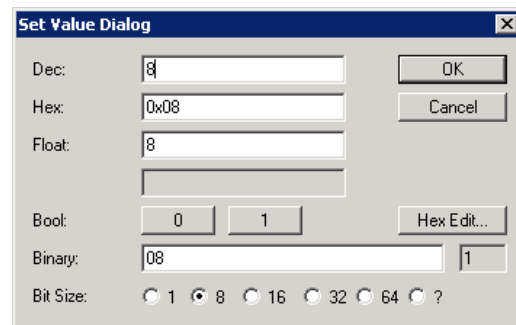 Set Value Dialog
Dec: 8 OK
Hex: 0x08 Cancel
Float: 8
Bool: 0 1 Hex Edit...
Binary: 08 1
Bit Size: 1 8 16 32 64 ?